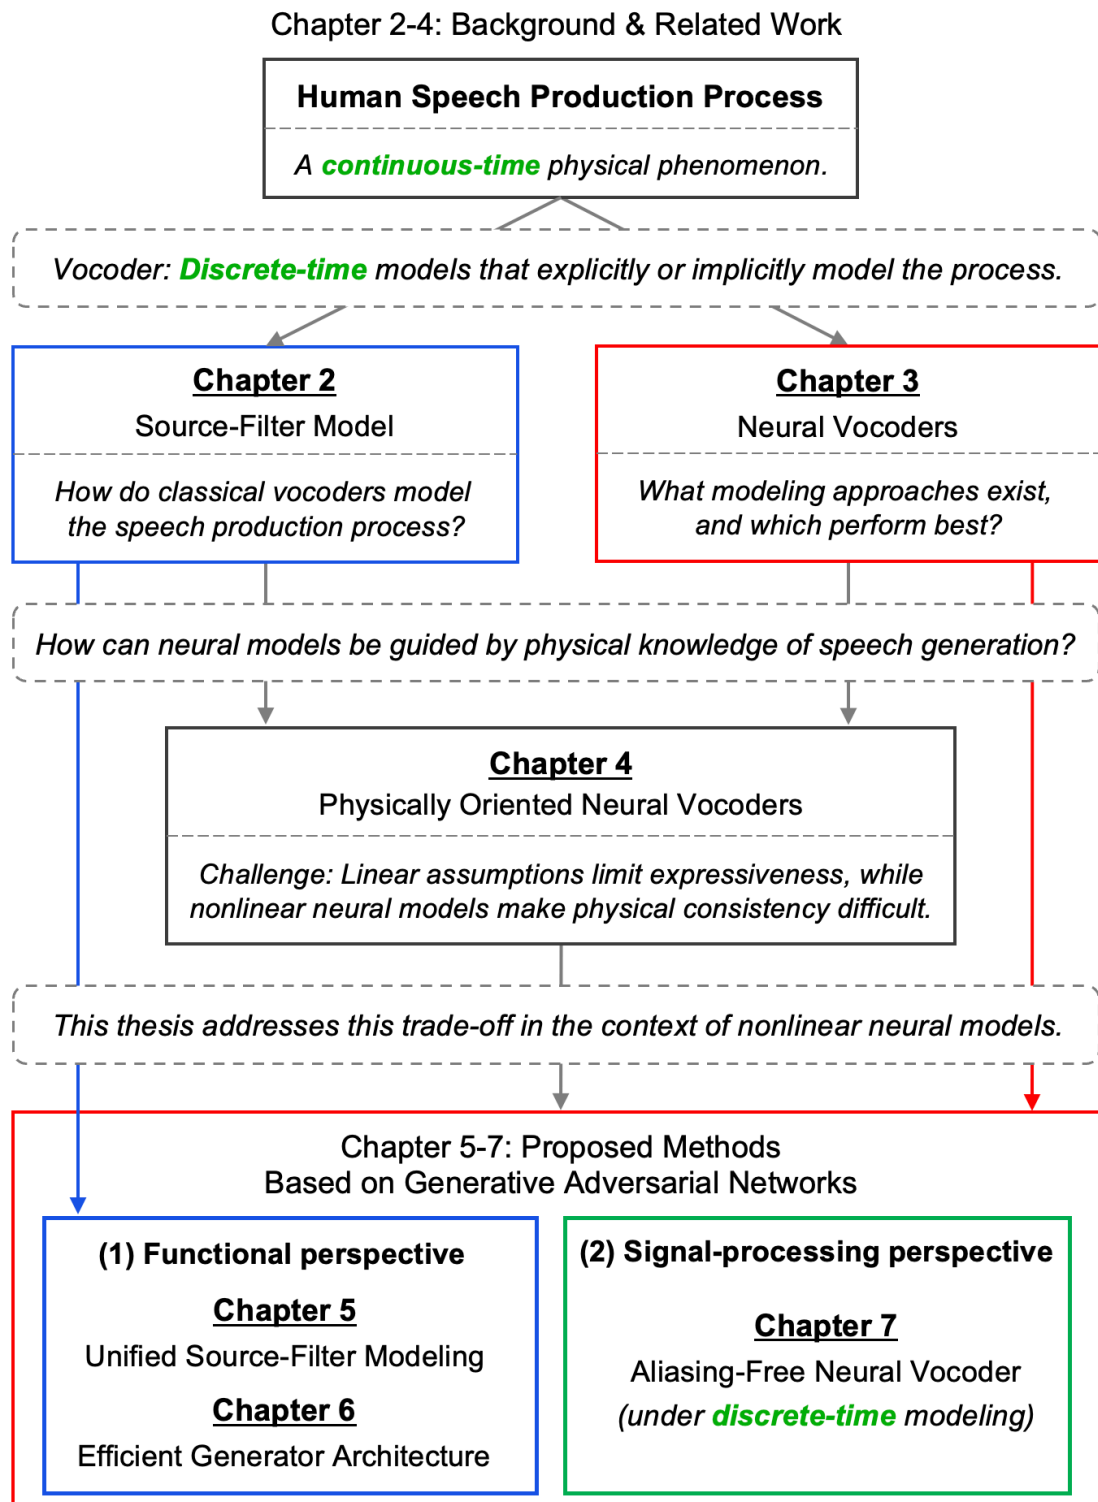 Chapter 2-4: Background & Related Work
Human Speech Production Process
A continuous-time physical phenomenon.
Vocoder: Discrete-time models that explicitly or implicitly model the process.
Chapter 2
Source-Filter Model
How do classical vocoders model
the speech production process?
Chapter 3
Neural Vocoders
What modeling approaches exist,
and which perform best?
How can neural models be guided by physical knowledge of speech generation?
Chapter 4
Physically Oriented Neural Vocoders
Challenge: Linear assumptions limit expressiveness, while
nonlinear neural models make physical consistency difficult.
This thesis addresses this trade-off in the context of nonlinear neural models.
Chapter 5-7: Proposed Methods
Based on Generative Adversarial Networks
(1) Functional perspective
Chapter 5
Unified Source-Filter Modeling
Chapter 6
Efficient Generator Architecture
(2) Signal-processing perspective
Chapter 7
Aliasing-Free Neural Vocoder
(under discrete-time modeling)